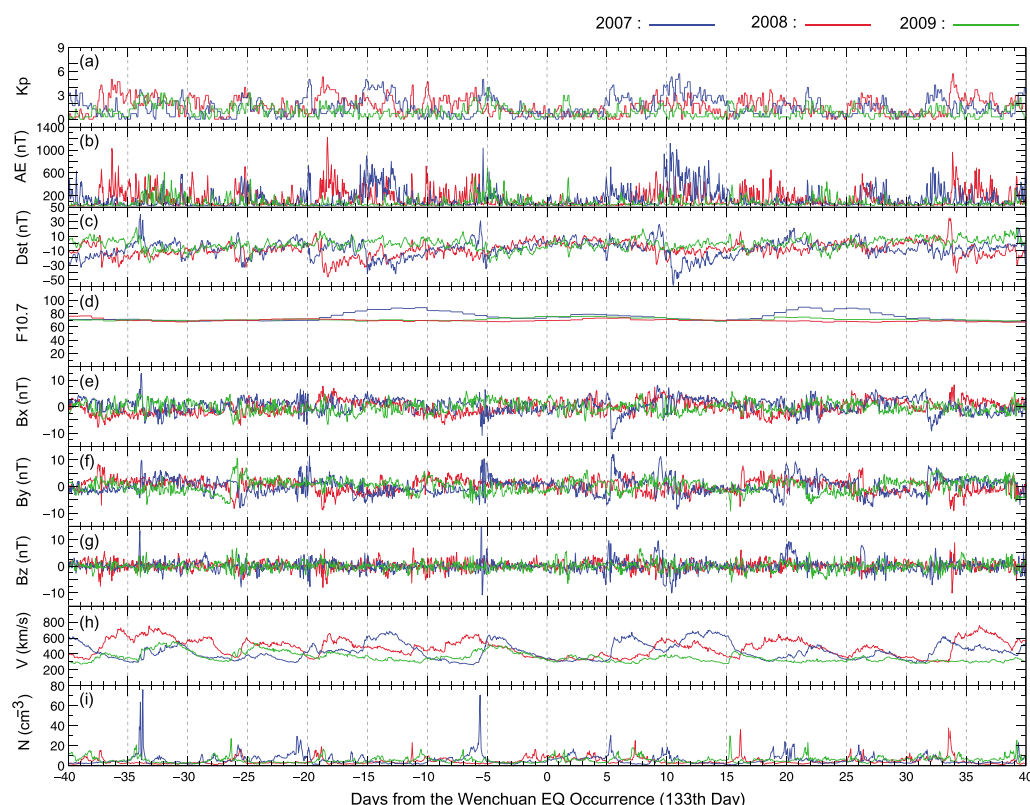 2007 : 2008 : 2009 :
(a)
Kp
9
6
3
0
(b)
AE (nT)
1400
1000
600
200
(c)
Dst (nT)
50
30
10
−10
−30
−50
(d)
F10.7
100
80
60
40
20
(e)
Bx (nT)
10
0
−10
(f)
By (nT)
10
0
−10
(g)
Bz (nT)
10
0
−10
(h)
V (km/s)
800
600
400
200
(i)
N (cm⁻³)
80
60
40
20
0
−40 −35 −30 −25 −20 −15 −10 −5 0 5 10 15 20 25 30 35 40
Days from the Wenchuan EQ Occurrence (133th Day)